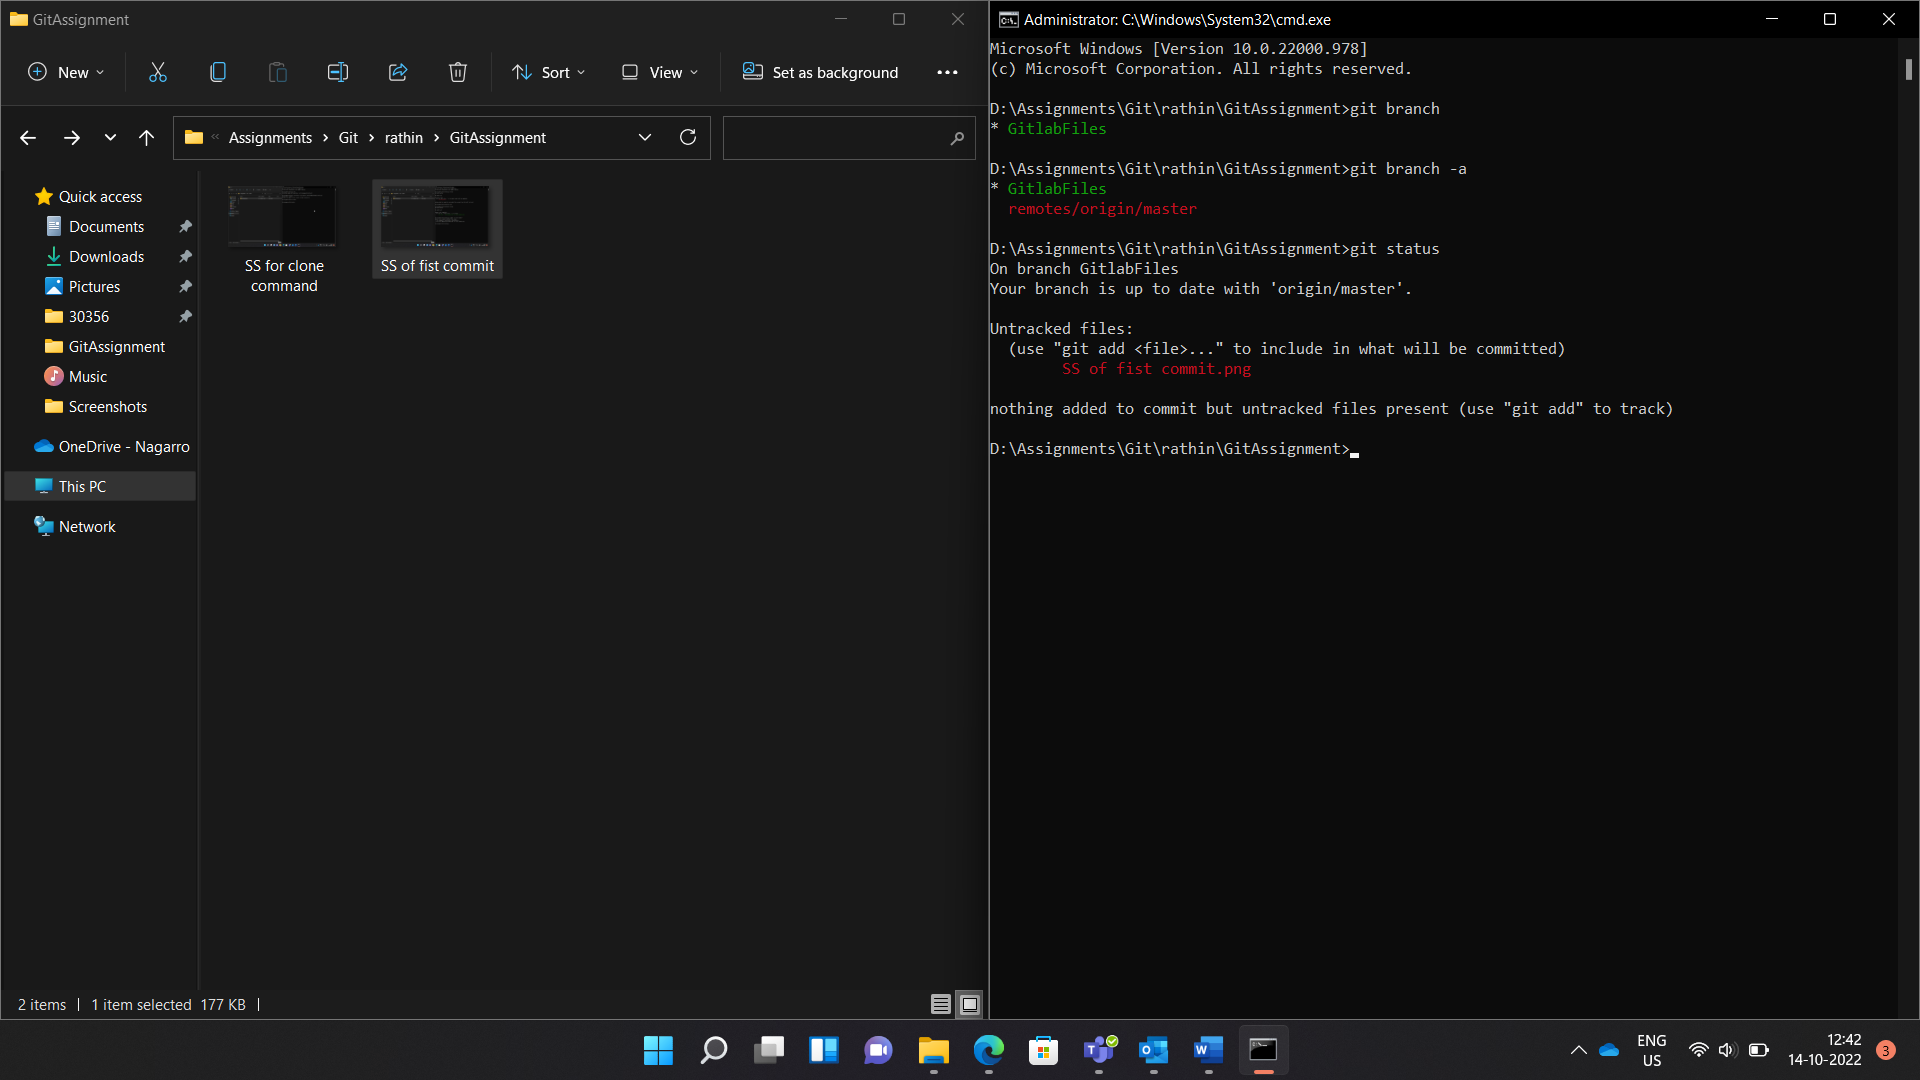 GitAssignment
New
Sort
View
Set as background
Assignments
Git
rathin
GitAssignment
Quick access
Documents
Downloads
Pictures
30356
GitAssignment
Music
Screenshots
OneDrive - Nagarro
This PC
Network
SS for clone
command
SS of fist commit
2 items
1 item selected 177 KB
Administrator: C:\Windows\System32\cmd.exe
Microsoft Windows [Version 10.0.22000.978]
(c) Microsoft Corporation. All rights reserved.
D:\Assignments\Git\rathin\GitAssignment>git branch
* GitlabFiles
D:\Assignments\Git\rathin\GitAssignment>git branch -a
* GitlabFiles
remotes/origin/master
D:\Assignments\Git\rathin\GitAssignment>git status
On branch GitlabFiles
Your branch is up to date with 'origin/master'.
Untracked files:
(use "git add <file>..." to include in what will be committed)
SS of fist commit.png
nothing added to commit but untracked files present (use "git add" to track)
D:\Assignments\Git\rathin\GitAssignment>
ENG
US
12:42
14-10-2022
3